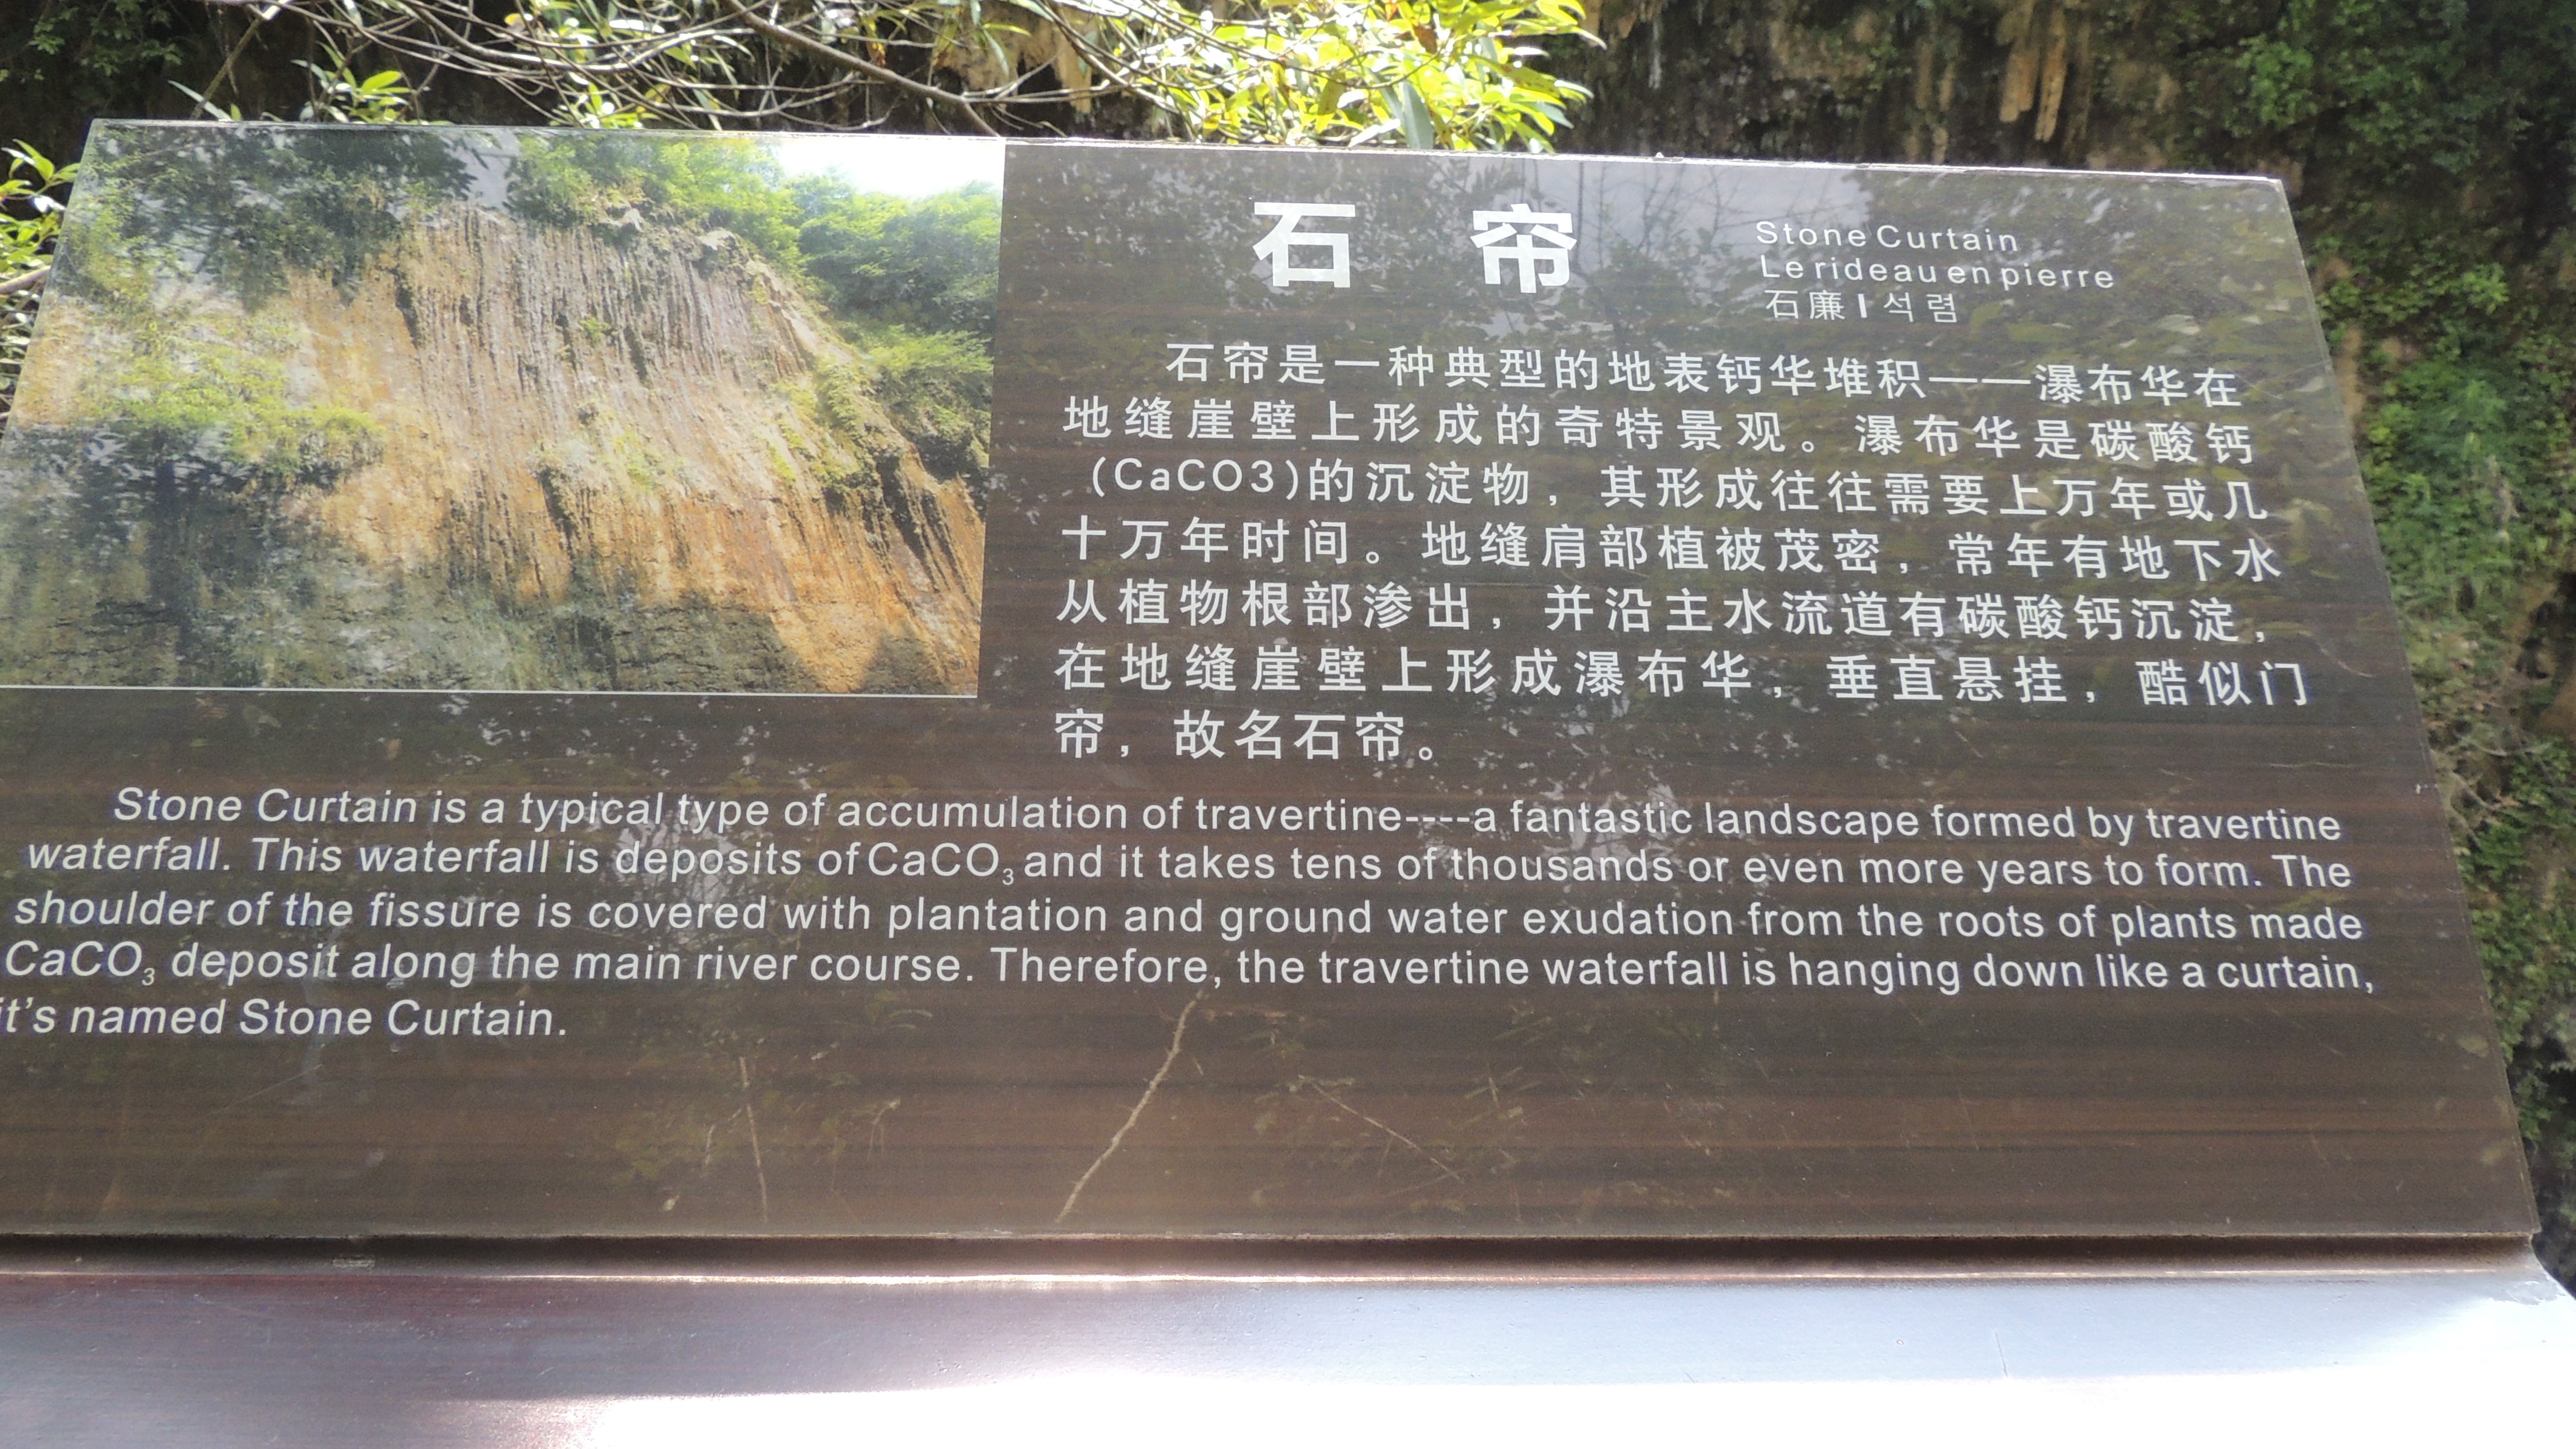 石 帘
Stone Curtain
Le rideau en pierre
石廉 I 석렴
石帘是一种典型的地表钙华堆积——瀑布华在
地缝崖壁上形成的奇特景观。瀑布华是碳酸钙
(CaCO3)的沉淀物，其形成往往需要上万年或几
十万年时间。地缝肩部植被茂密，常年有地下水
从植物根部渗出，并沿主水流道有碳酸钙沉淀，
在地缝崖壁上形成瀑布华，垂直悬挂，酷似门
帘，故名石帘。
Stone Curtain is a typical type of accumulation of travertine----a fantastic landscape formed by travertine
waterfall. This waterfall is deposits of CaCO₃ and it takes tens of thousands or even more years to form. The
shoulder of the fissure is covered with plantation and ground water exudation from the roots of plants made
CaCO₃ deposit along the main river course. Therefore, the travertine waterfall is hanging down like a curtain,
it's named Stone Curtain.